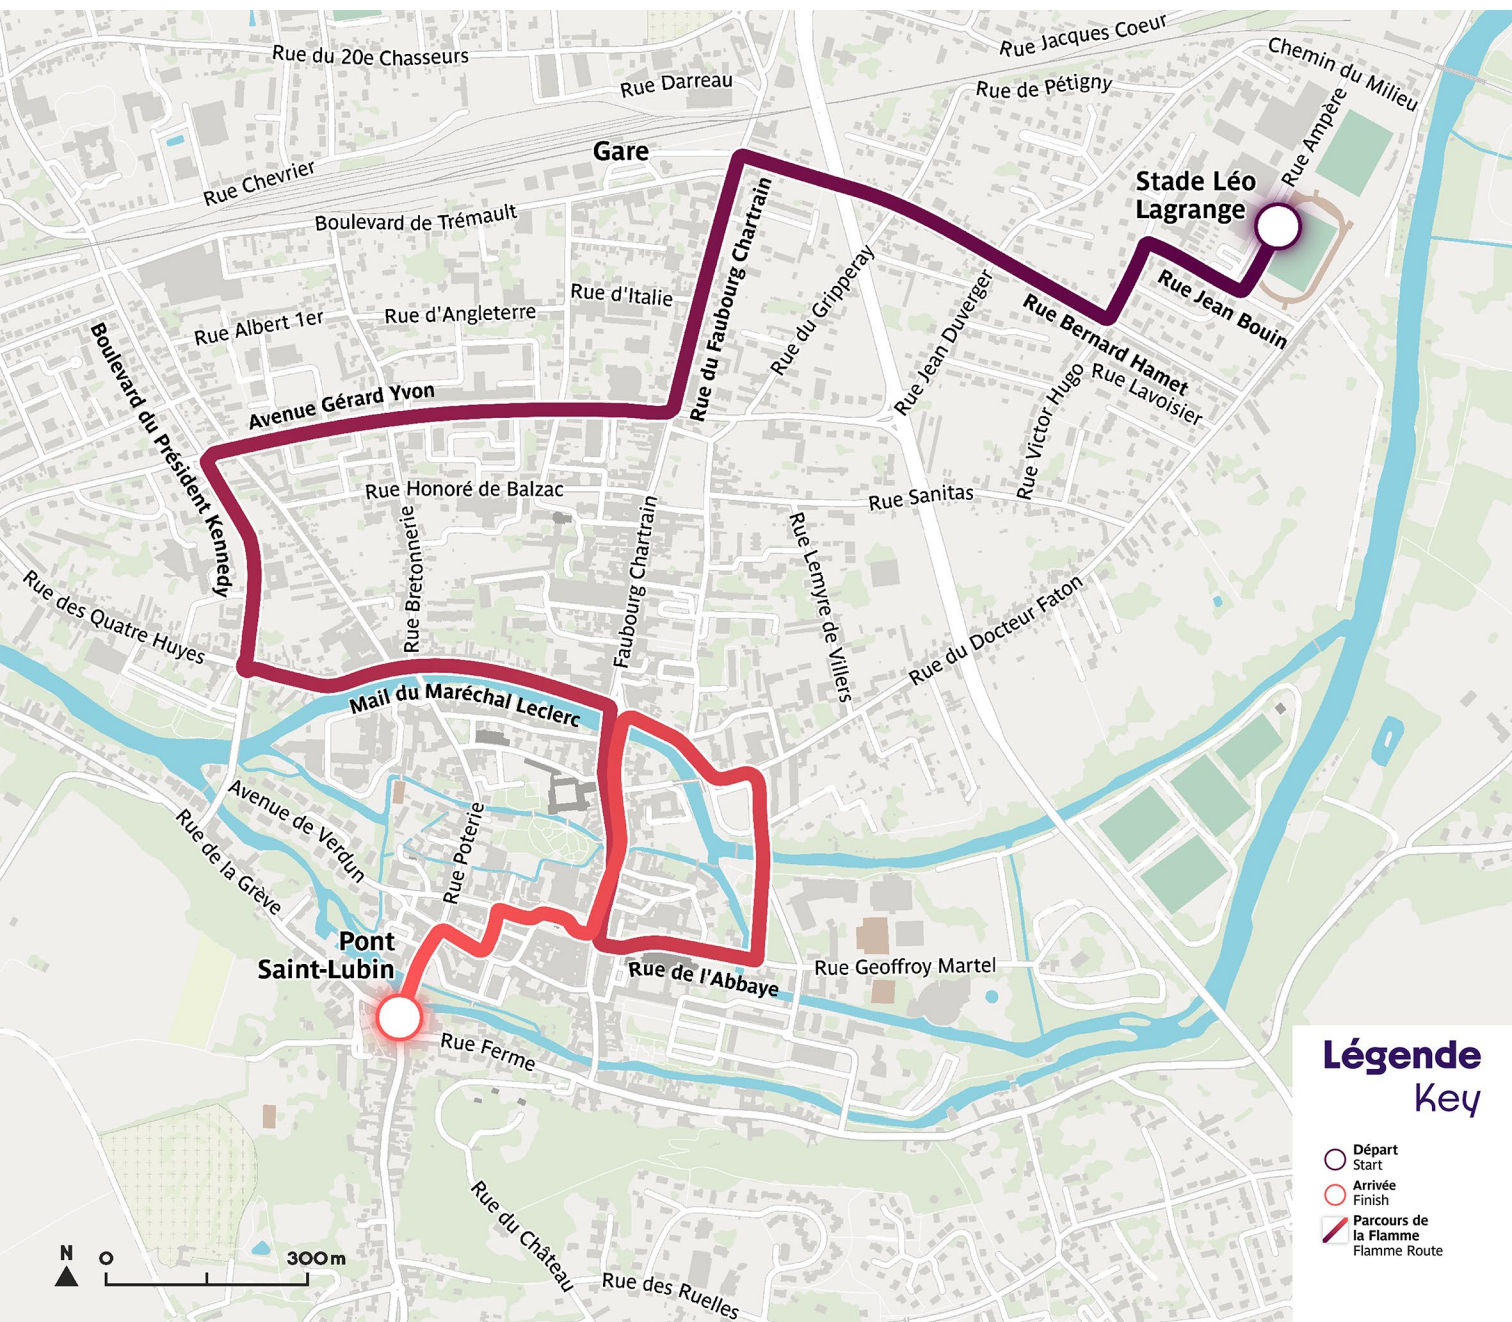 Rue Jacques Coeur
Rue du 20e Chasseurs
Chemin du Milieu
Rue Darreau
Rue de Pétigny
Rue Ampère
Gare
Rue Chevrier
Stade Léo
Lagrange
Boulevard de Trémault
Rue du Faubourg Chartrain
Rue du Gripperay
Rue Jean Duverger
Rue Jean Bouin
Rue d'Italie
Rue d'Angleterre
Rue Albert 1er
Rue Bernard Hamet
Rue Lavoisier
Rue Victor Hugo
Boulevard du Président Kennedy
Avenue Gérard Yvon
Rue Honoré de Balzac
Rue Sanitas
Rue Bretonnerie
Faubourg Chartrain
Rue Lemyre de Villers
Rue des Quatre Huyes
Rue du Docteur Faton
Mail du Maréchal Leclerc
Avenue de Verdun
Rue de la Grève
Rue Poterie
Pont
Saint-Lubin
Rue de l'Abbaye
Rue Geoffroy Martel
Rue Ferme
Rue du Château
Rue des Ruelles
N
0
300m
Légende
Key
Départ
Start
Arrivée
Finish
Parcours de
la Flamme
Flamme Route